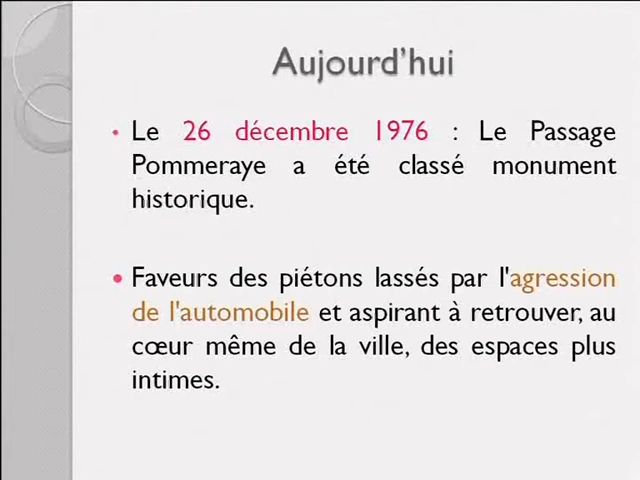 Aujourd'hui
• Le 26 décembre 1976 : Le Passage
Pommeraye a été classé monument
historique.
• Faveurs des piétons lassés par l'agression
de l'automobile et aspirant à retrouver, au
cœur même de la ville, des espaces plus
intimes.